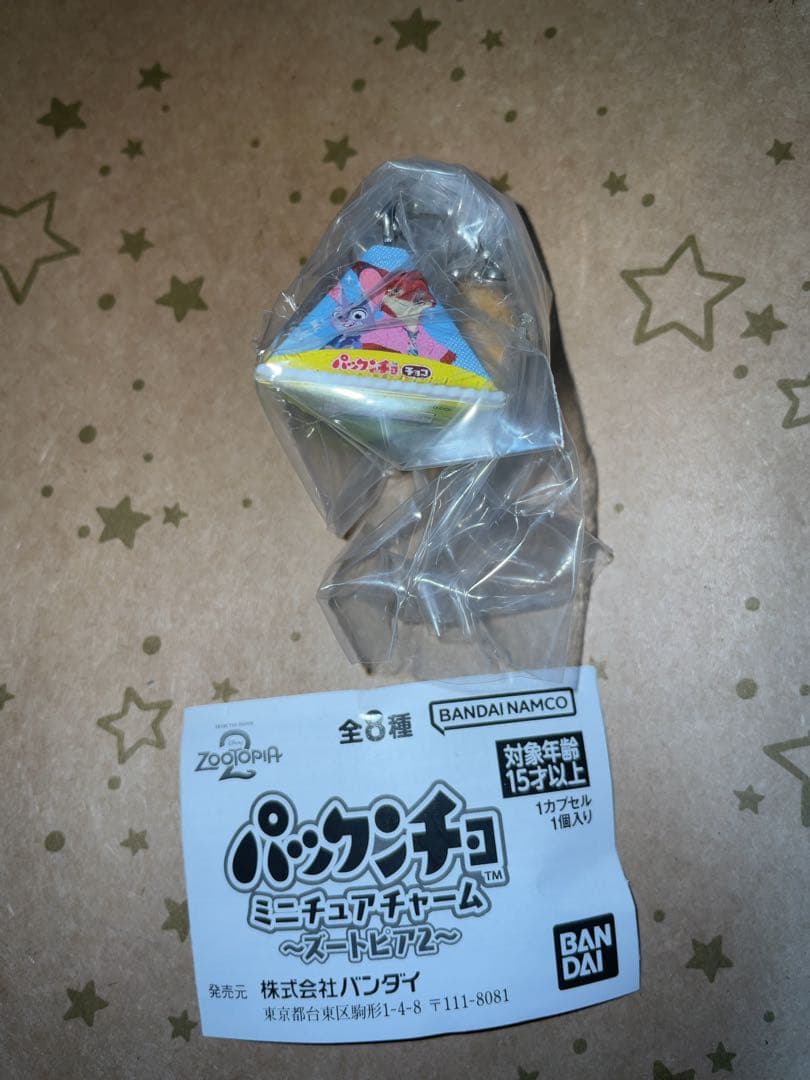 パックンチョ チョコ
Disney
ZOOTOPIA
2
全8種
BANDAI NAMCO
対象年齢
15才以上
1カプセル
1個入り
パックンチョ
TM
ミニチュアチャーム
～ズートピア2～
BAN
DAI
発売元 株式会社バンダイ
東京都台東区駒形1-4-8 〒111-8081